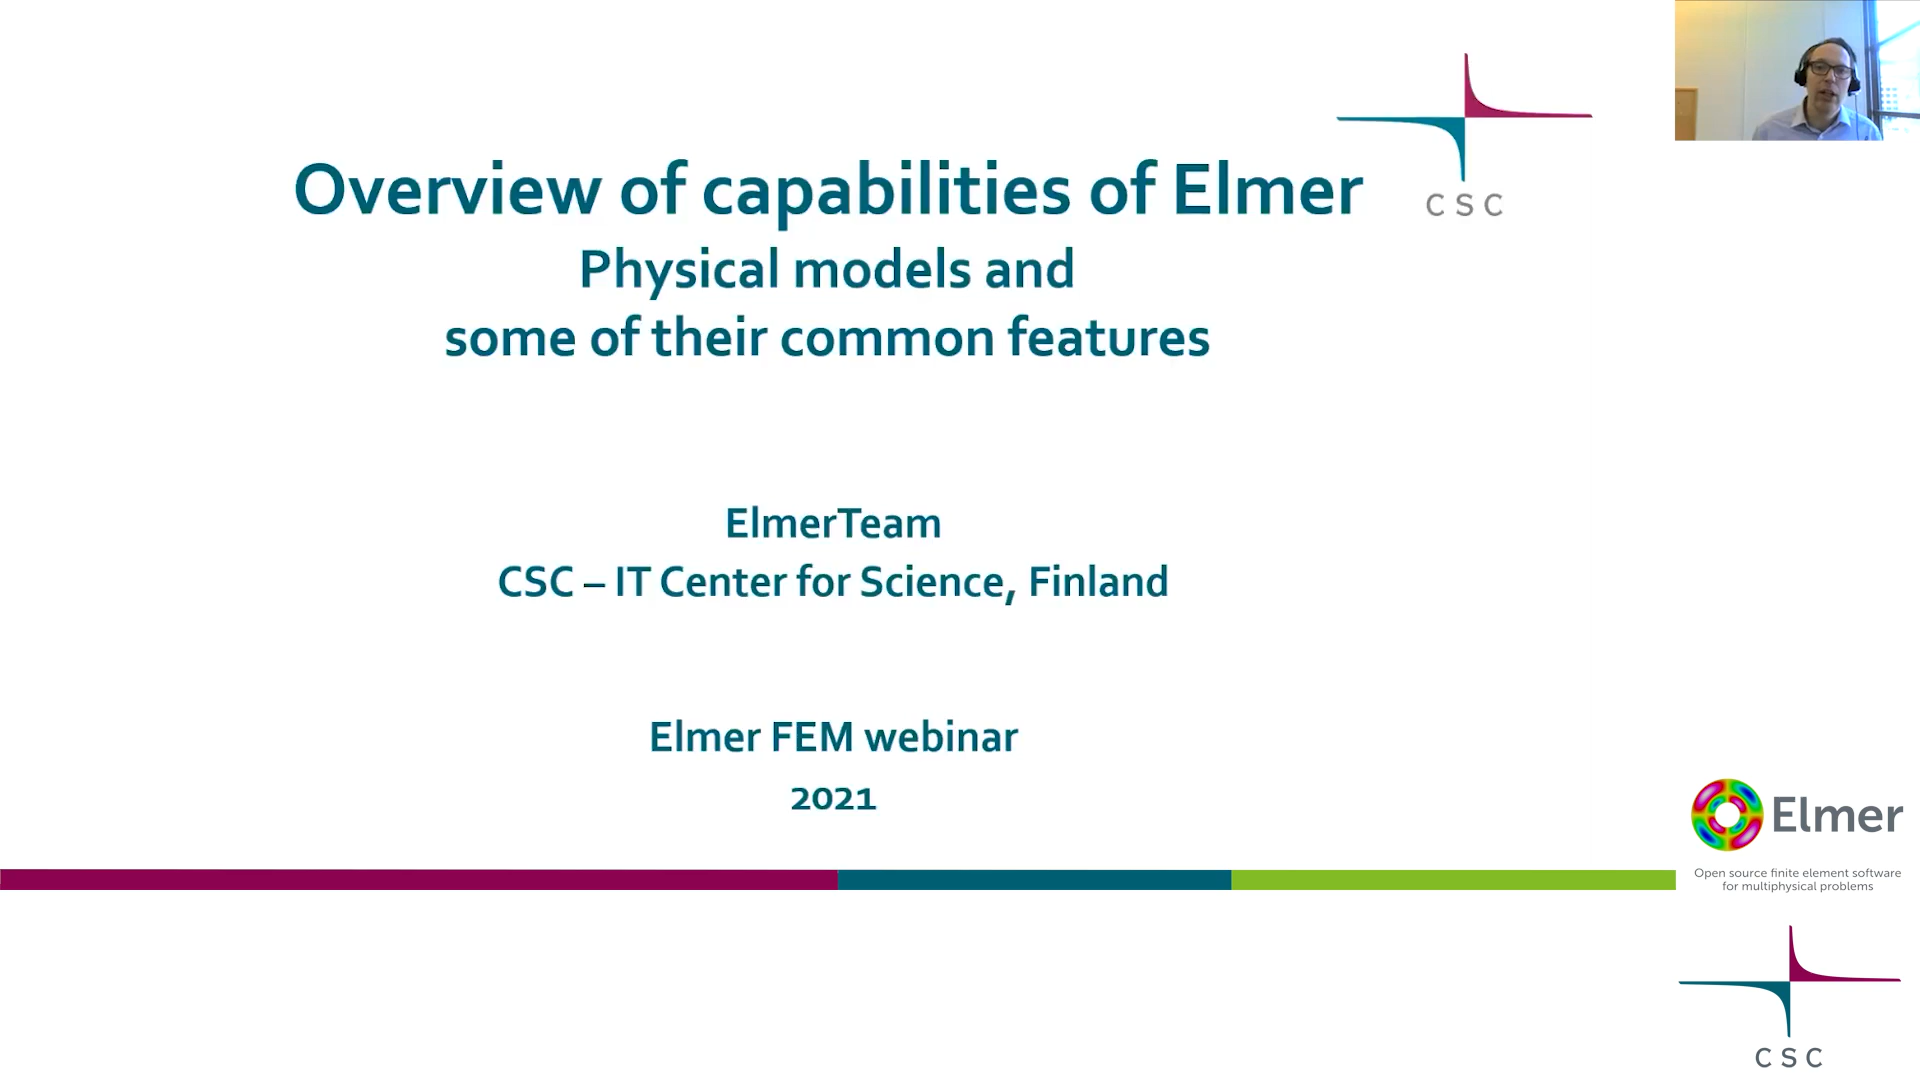 Overview of capabilities of Elmer
Physical models and
some of their common features
CSC
ElmerTeam
CSC – IT Center for Science, Finland
Elmer FEM webinar
2021
Elmer
Open source finite element software
for multiphysical problems
CSC